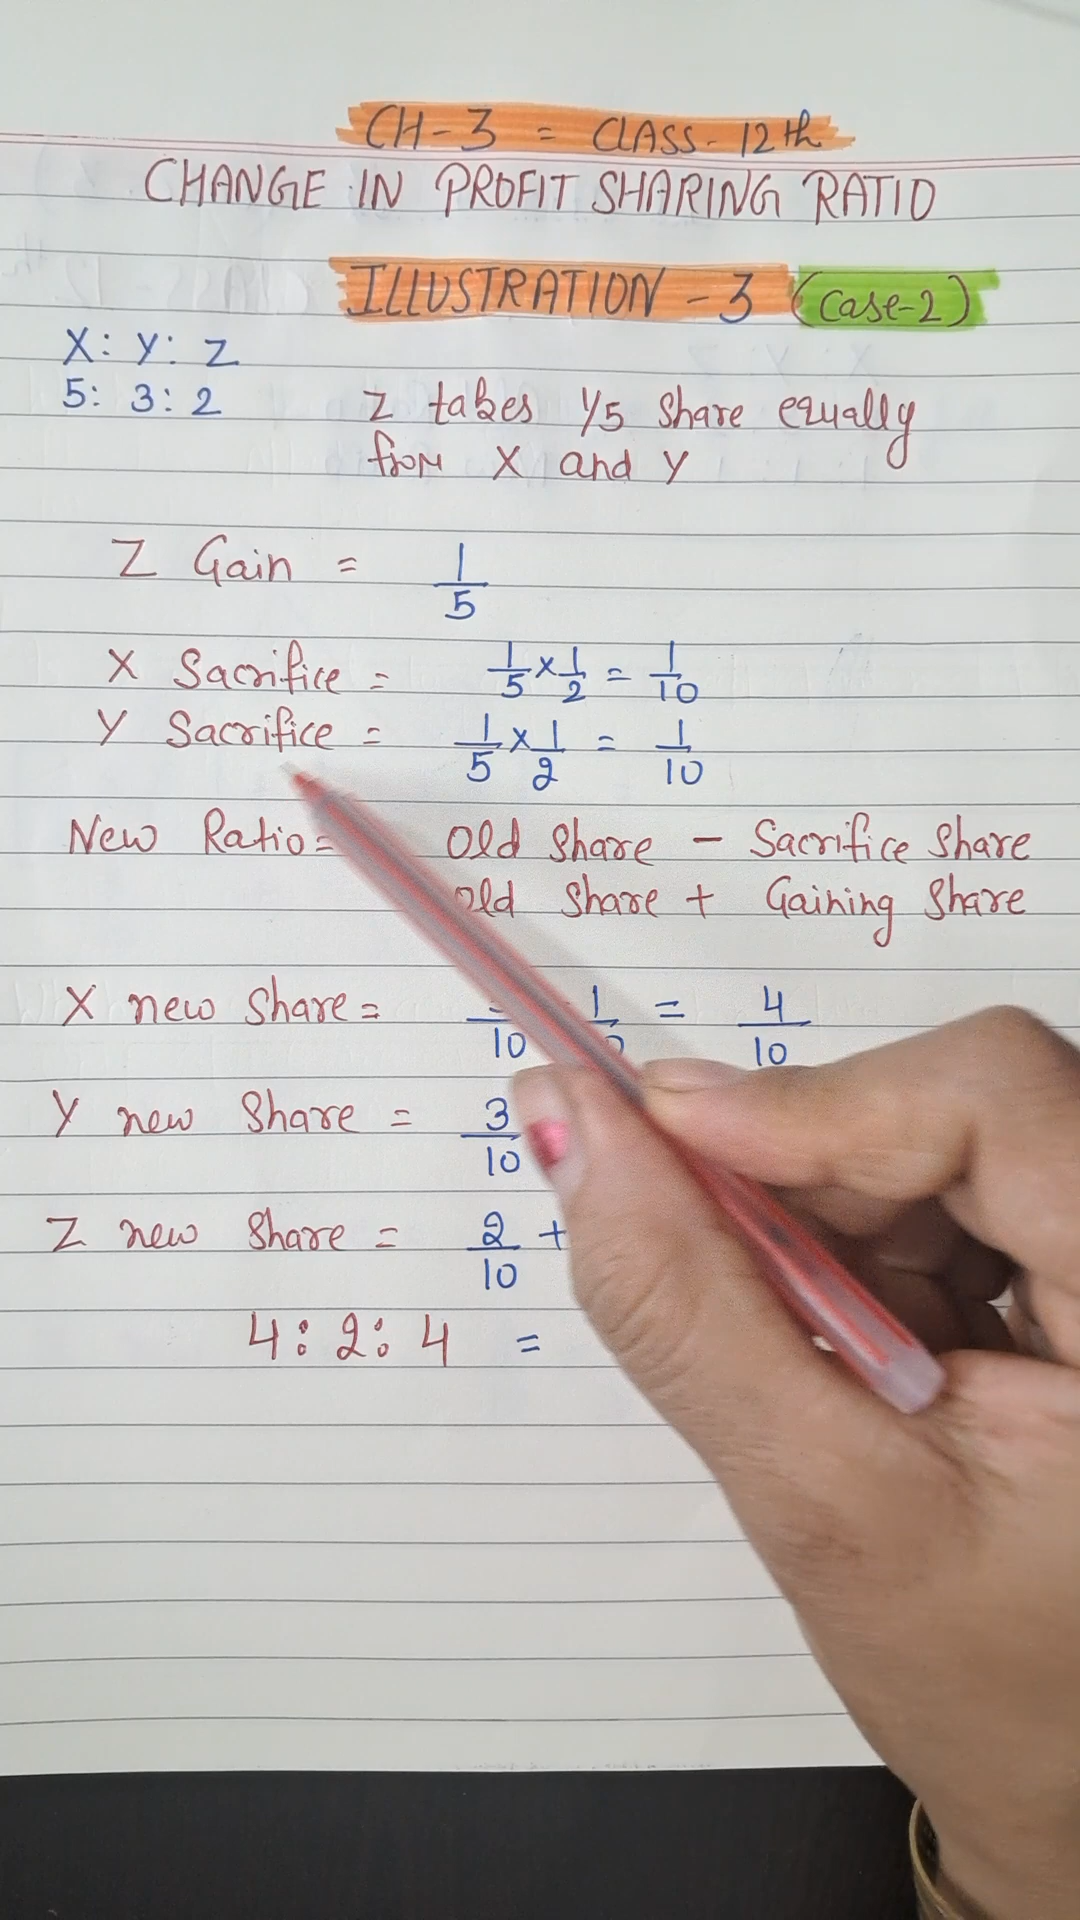 CH-3 = CLASS-12th
CHANGE IN PROFIT SHARING RATIO
ILLUSTRATION-3 (Case-2)
X: Y: Z
5: 3: 2
Z takes 1/5 Share equally
from X and Y
Z Gain = 1/5
X Sacrifice = 1/5 × 1/2 = 1/10
Y Sacrifice = 1/5 × 1/2 = 1/10
New Ratio = Old Share - Sacrifice Share
Old Share + Gaining Share
X new Share = /10 1/ = 4/10
Y new Share = 3/10
Z new Share = 2/10 +
4: 2: 4 =